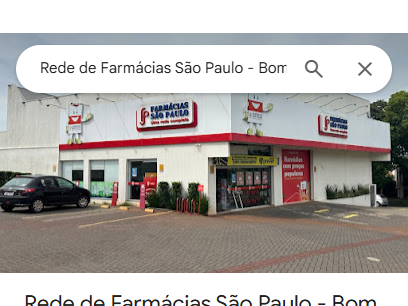 Rede de Farmácias São Paulo - Bom
FARMÁCIAS
SÃO PAULO
Uma rede completa
FARMÁCIAS
SÃO PAULO
Remédios
com preços
populares
Rede de Farmácias São Paulo - Bom